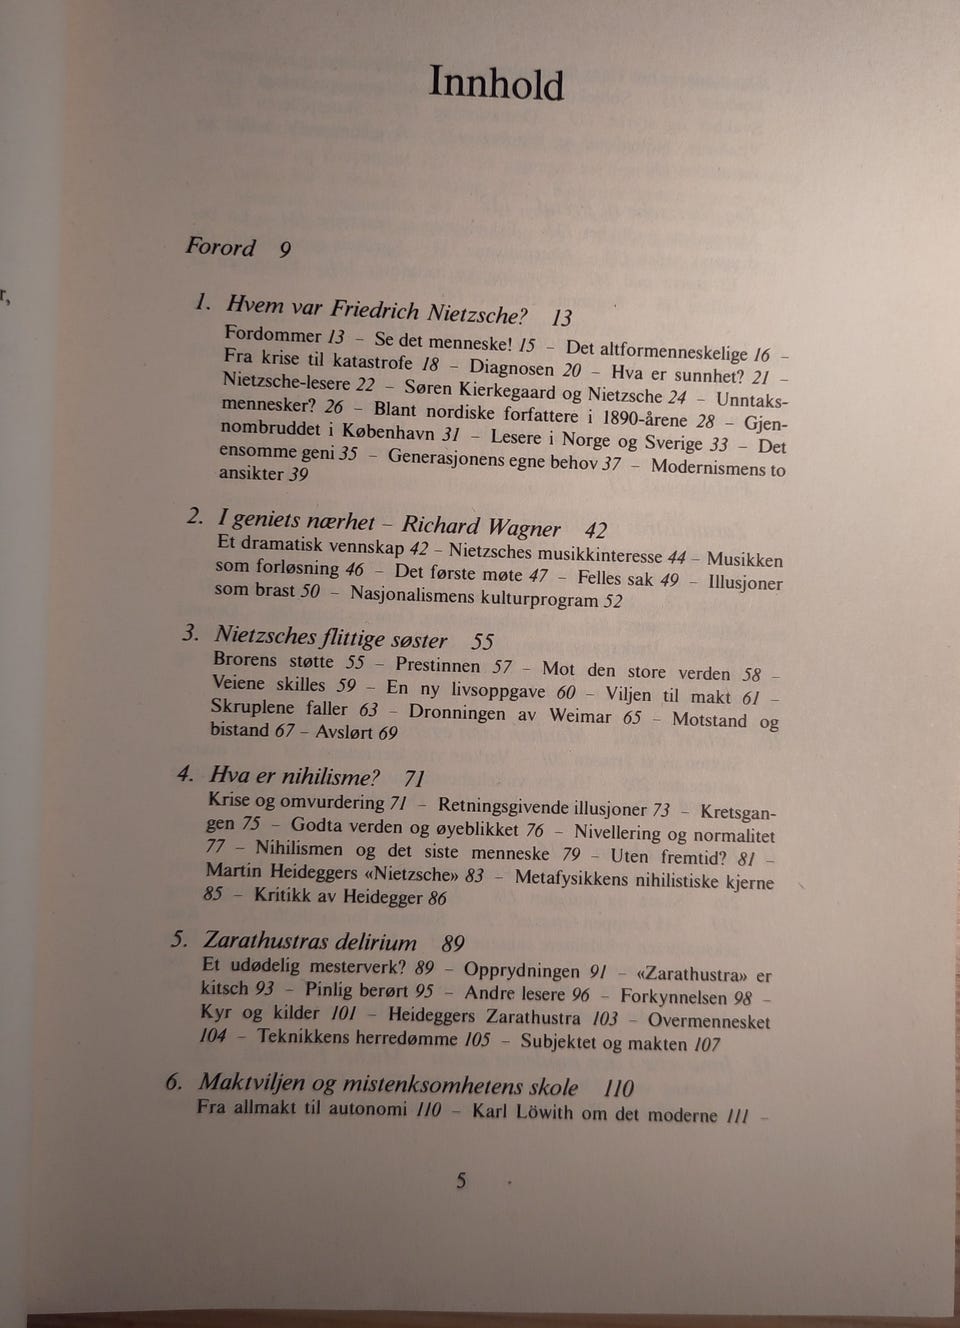 Innhold
Forord 9
1. Hvem var Friedrich Nietzsche? 13
Fordommer 13 – Se det menneske! 15 – Det altformenneskelige 16 –
Fra krise til katastrofe 18 – Diagnosen 20 – Hva er sunnhet? 21 –
Nietzsche-lesere 22 – Søren Kierkegaard og Nietzsche 24 – Unntaks-
mennesker? 26 – Blant nordiske forfattere i 1890-årene 28 – Gjen-
nombruddet i København 31 – Lesere i Norge og Sverige 33 – Det
ensomme geni 35 – Generasjonens egne behov 37 – Modernismens to
ansikter 39
2. I geniets nærhet – Richard Wagner 42
Et dramatisk vennskap 42 – Nietzsches musikkinteresse 44 – Musikken
som forløsning 46 – Det første møte 47 – Felles sak 49 – Illusjoner
som brast 50 – Nasjonalismens kulturprogram 52
3. Nietzsches flittige søster 55
Brorens støtte 55 – Prestinnen 57 – Mot den store verden 58 –
Veiene skilles 59 – En ny livsoppgave 60 – Viljen til makt 61 –
Skruplene faller 63 – Dronningen av Weimar 65 – Motstand og
bistand 67 – Avslørt 69
4. Hva er nihilisme? 71
Krise og omvurdering 71 – Retningsgivende illusjoner 73 – Kretsgan-
gen 75 – Godta verden og øyeblikket 76 – Nivellering og normalitet
77 – Nihilismen og det siste menneske 79 – Uten fremtid? 81 –
Martin Heideggers «Nietzsche» 83 – Metafysikkens nihilistiske kjerne
85 – Kritikk av Heidegger 86
5. Zarathustras delirium 89
Et udødelig mesterverk? 89 – Opprydningen 91 – «Zarathustra» er
kitsch 93 – Pinlig berørt 95 – Andre lesere 96 – Forkynnelsen 98 –
Kyr og kilder 101 – Heideggers Zarathustra 103 – Overmennesket
104 – Teknikkens herredømme 105 – Subjektet og makten 107
6. Maktviljen og mistenksomhetens skole 110
Fra allmakt til autonomi 110 – Karl Löwith om det moderne 111 –
5